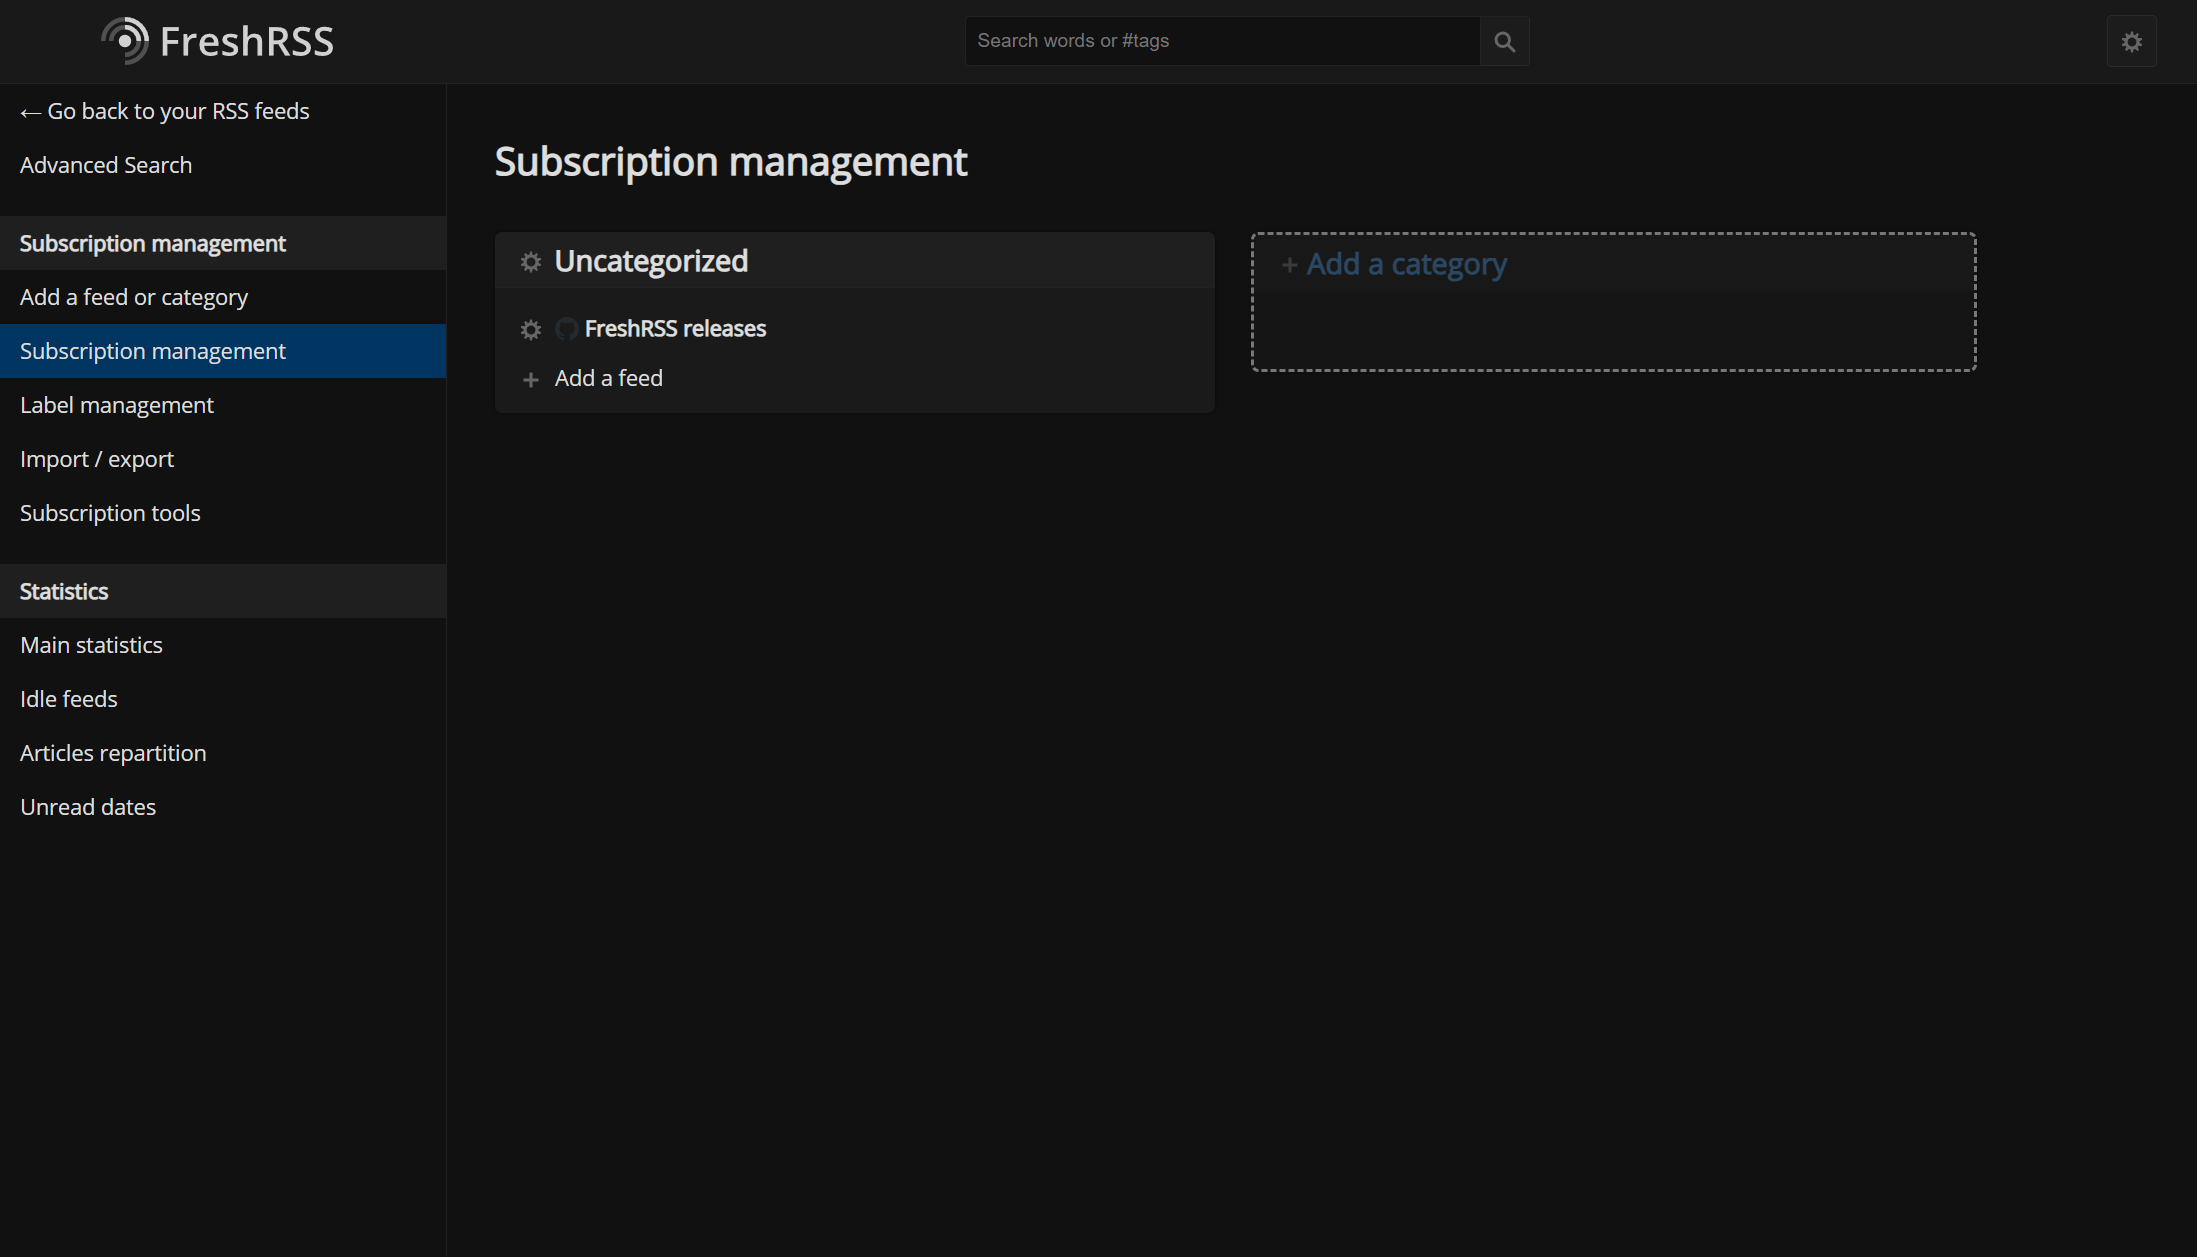 FreshRSS
Search words or #tags
← Go back to your RSS feeds
Advanced Search
Subscription management
Add a feed or category
Subscription management
Label management
Import / export
Subscription tools
Statistics
Main statistics
Idle feeds
Articles repartition
Unread dates
Subscription management
Uncategorized
FreshRSS releases
+ Add a feed
+ Add a category